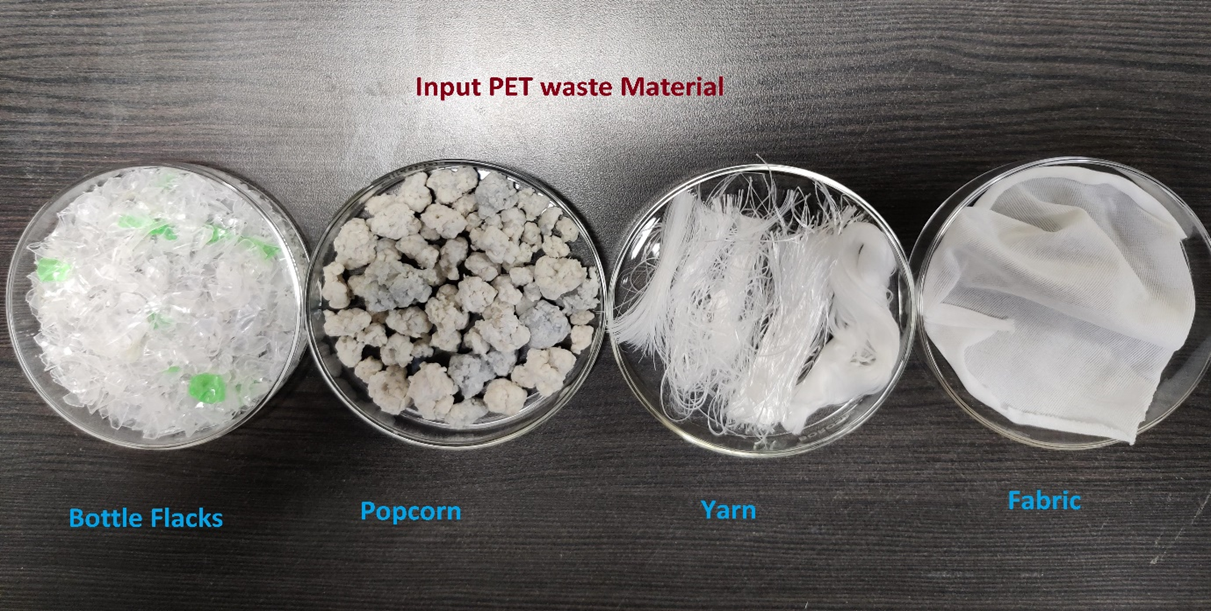 Input PET waste Material
Bottle Flacks
Popcorn
Yarn
Fabric